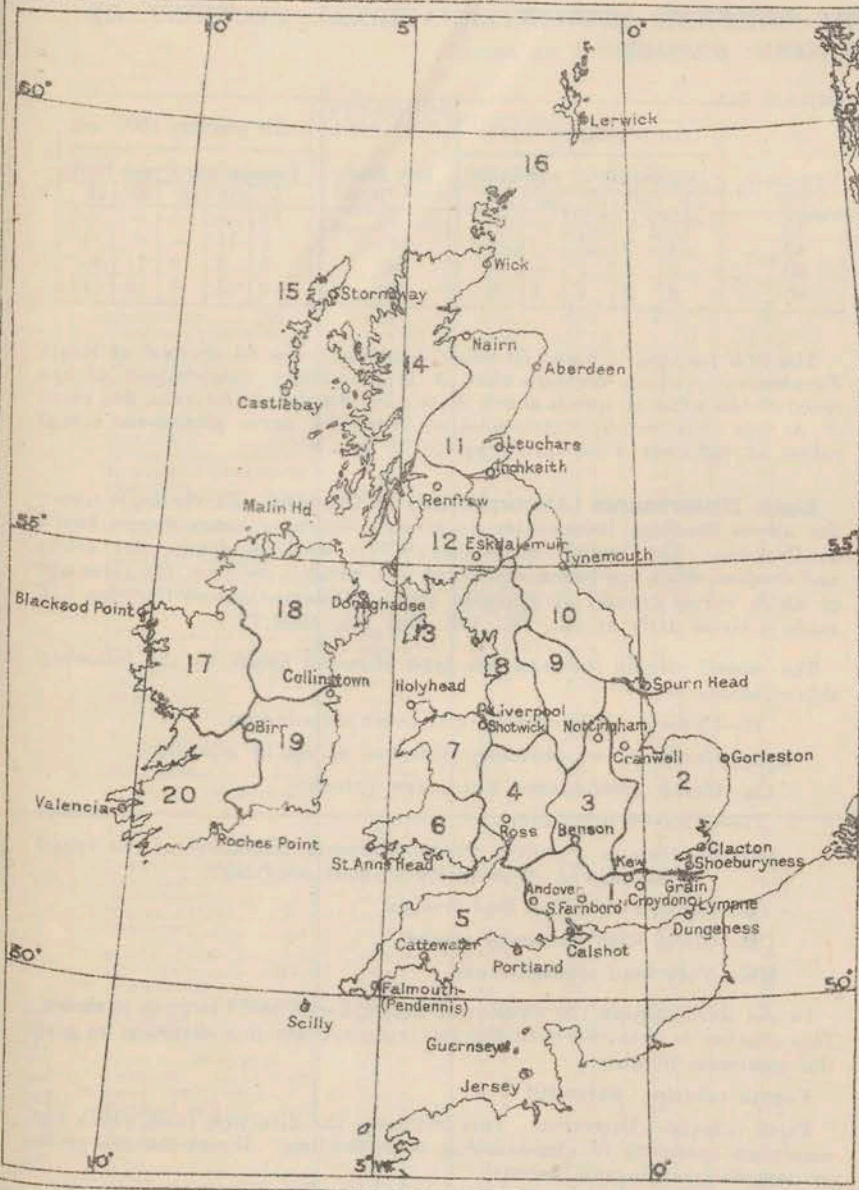 10°
5°
0°
60°
Lerwick
16
Wick
15
Stornoway
Nairn
14
Aberdeen
Castlebay
11
Leuchars
Inchkeith
Renfrew
Malin Hd.
55°
12
Eskdalemuir
55°
Tynemouth
Blacksod Point
18
Donaghadee
10
13
17
8
9
Collinstown
Spurn Head
Holyhead
Liverpool
Shotwick
Nottingham
Birr
Cranwell
Gorleston
19
7
2
4
3
20
Valencia
6
Ross
Benson
Roches Point
Clacton
St. Anns Head
Kew
Shoeburyness
1
Grain
Andover
S. Farnboro'
Croydon
Lympne
5
Dungeness
Cattewater
Calshot
50°
Portland
50°
Falmouth
(Pendennis)
Scilly
Guernsey
Jersey
10°
5°W.
0°